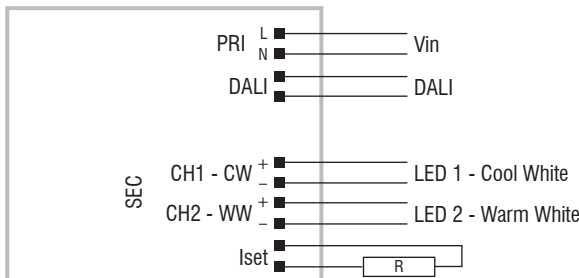 PRI L Vin
N
DALI DALI
SEC
CH1 - CW + LED 1 - Cool White
−
CH2 - WW + LED 2 - Warm White
−
Iset
R